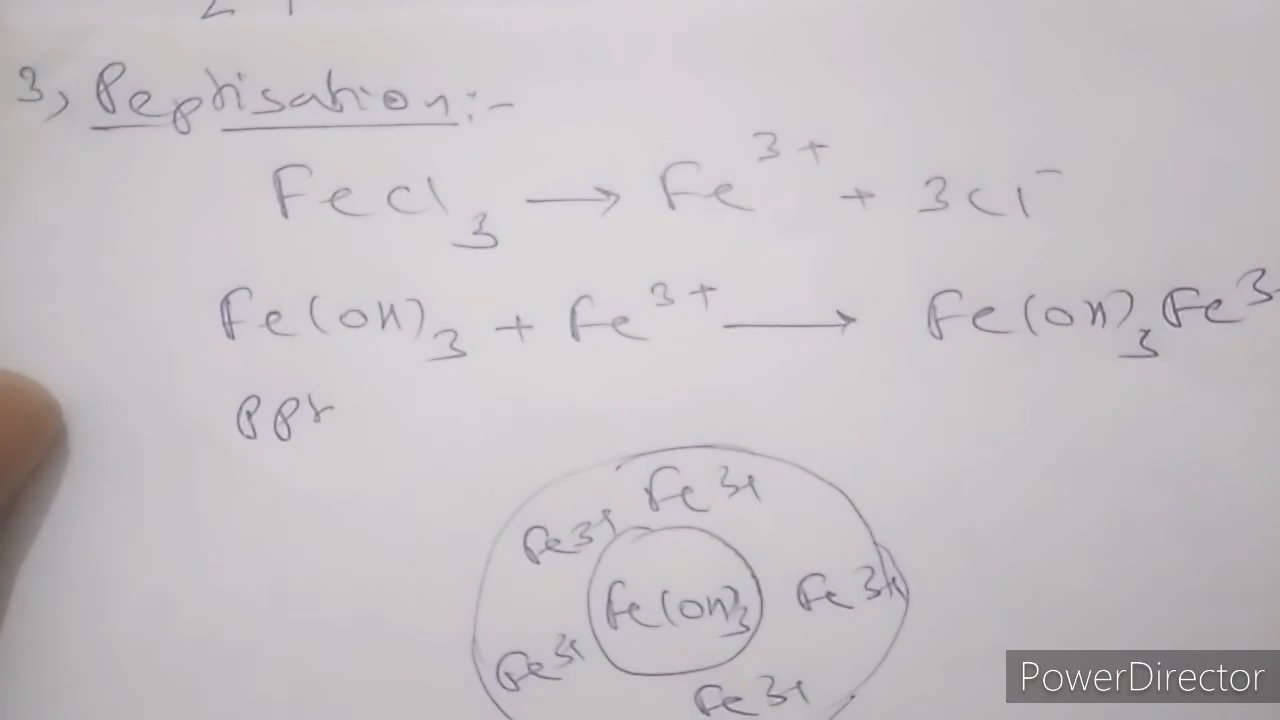 3, Peptisation:-
FeCl3 → Fe3+ + 3Cl-
Fe(OH)3 + Fe3+ → Fe(OH)3Fe3+
ppt
Fe3+
Fe3+
Fe(OH)3 Fe3+
Fe3+
Fe3+
PowerDirector